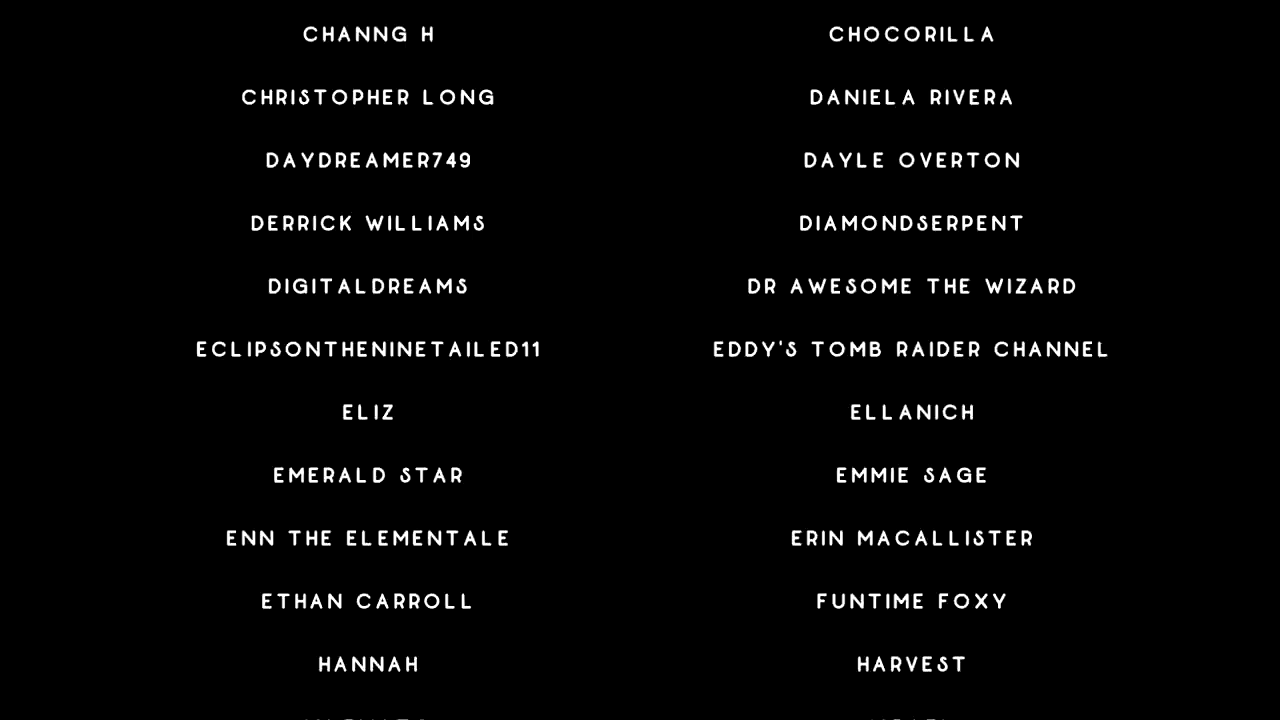 CHANNG H
CHOCORILLA
CHRISTOPHER LONG
DANIELA RIVERA
DAYDREAMER749
DAYLE OVERTON
DERRICK WILLIAMS
DIAMONDSERPENT
DIGITALDREAMS
DR AWESOME THE WIZARD
ECLIPSONTHENINETAILED11
EDDY'S TOMB RAIDER CHANNEL
ELIZ
ELLANICH
EMERALD STAR
EMMIE SAGE
ENN THE ELEMENTALE
ERIN MACALLISTER
ETHAN CARROLL
FUNTIME FOXY
HANNAH
HARVEST